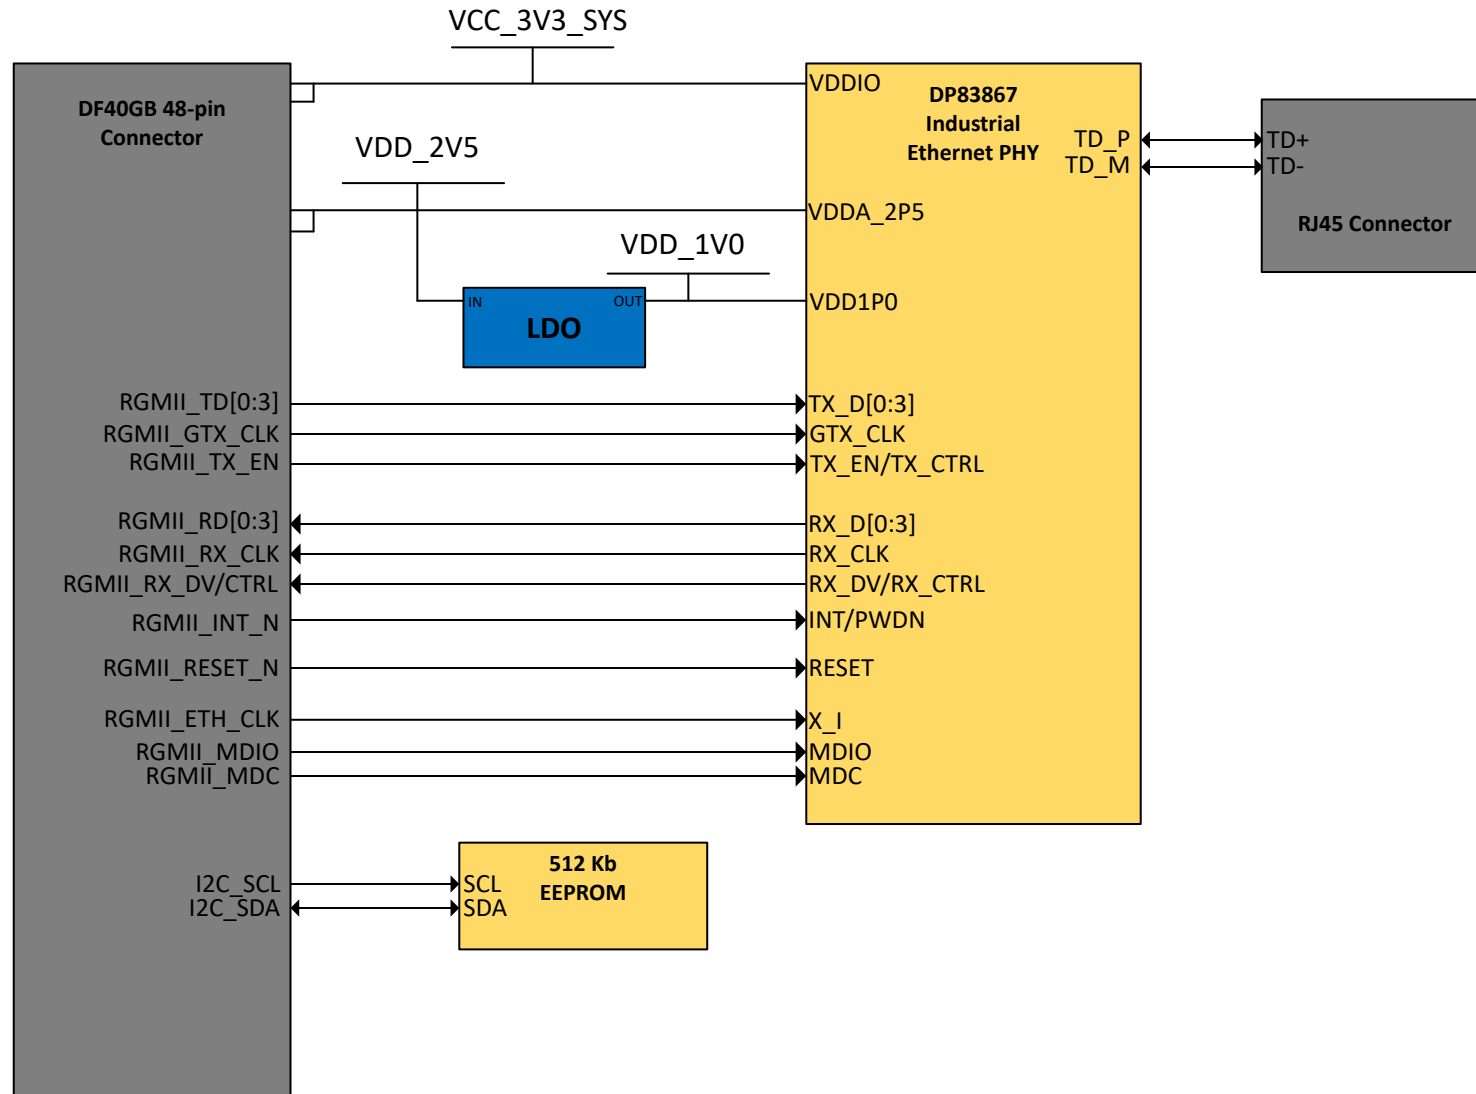 VCC_3V3_SYS
DF40GB 48-pin
Connector
VDDIO
DP83867
Industrial
Ethernet PHY
TD_P
TD_M
TD+
TD-
RJ45 Connector
VDD_2V5
VDDA_2P5
VDD_1V0
IN
OUT
LDO
VDD1P0
RGMII_TD[0:3]
TX_D[0:3]
RGMII_GTX_CLK
GTX_CLK
RGMII_TX_EN
TX_EN/TX_CTRL
RGMII_RD[0:3]
RX_D[0:3]
RGMII_RX_CLK
RX_CLK
RGMII_RX_DV/CTRL
RX_DV/RX_CTRL
RGMII_INT_N
INT/PWDN
RGMII_RESET_N
RESET
RGMII_ETH_CLK
X_I
RGMII_MDIO
MDIO
RGMII_MDC
MDC
I2C_SCL
I2C_SDA
SCL
SDA
512 Kb
EEPROM